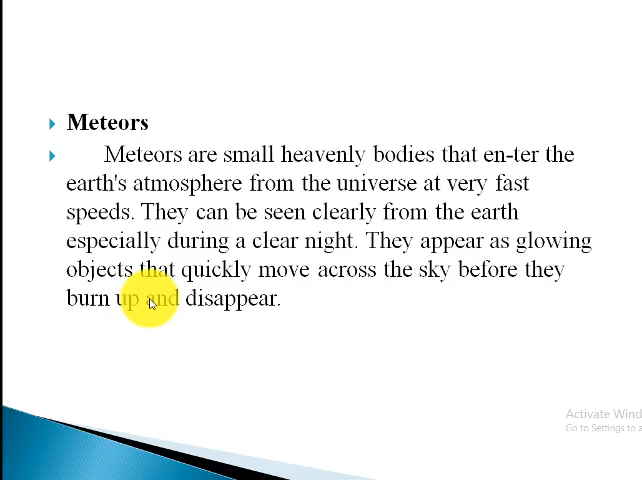 Meteors
Meteors are small heavenly bodies that en-ter the
earth's atmosphere from the universe at very fast
speeds. They can be seen clearly from the earth
especially during a clear night. They appear as glowing
objects that quickly move across the sky before they
burn up and disappear.
Activate Wind
Go to Settings to a